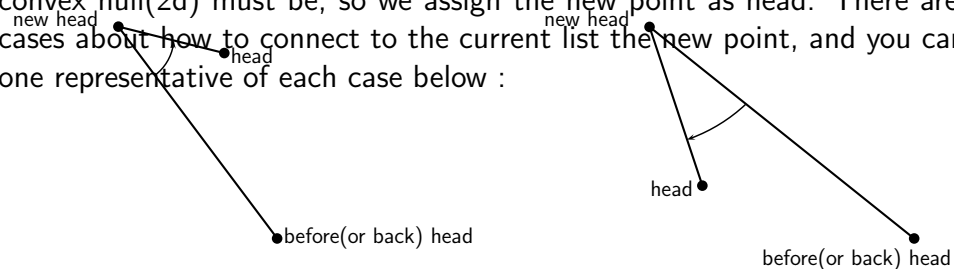 convex hull(2d) must be, so we assign the new point as head. There are
new head
new head
cases about how to connect to the current list the new point, and you can
head
one representative of each case below :
head
before(or back) head
before(or back) head